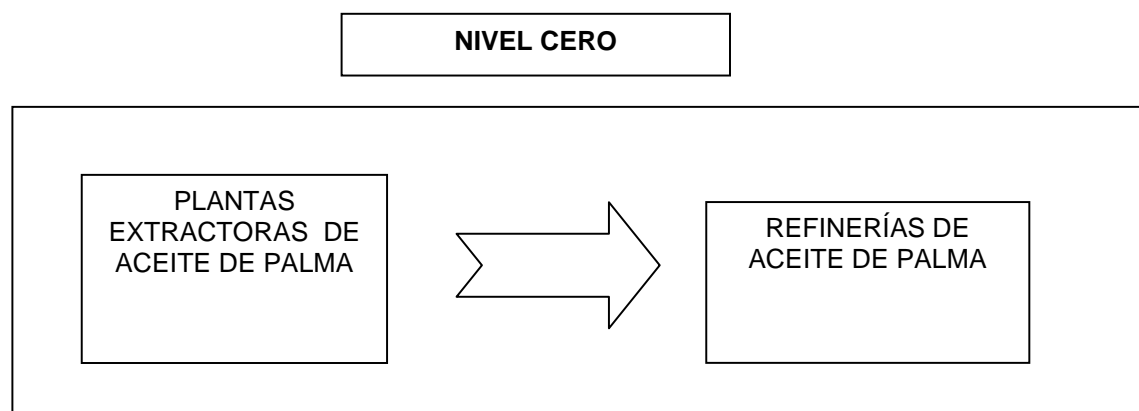 NIVEL CERO
PLANTAS
EXTRACTORAS DE
ACEITE DE PALMA
REFINERÍAS DE
ACEITE DE PALMA